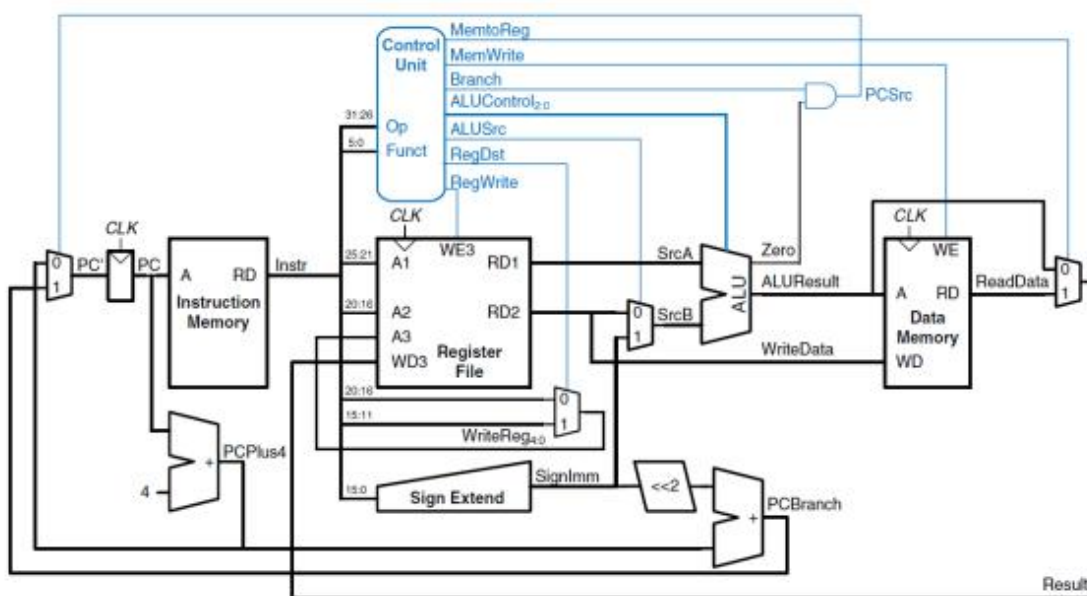 MemtoReg
Control Unit
MemWrite
Branch
ALUControl2:0
PCSrc
31:26
Op
ALUSrc
5:0
Funct
RegDst
RegWrite
CLK
CLK
CLK
0
1
PC'
PC
A RD
Instruction Memory
Instr
25:21
A1
WE3
RD1
SrcA
Zero
WE
0
1
20:16
A2
RD2
0
1
SrcB
ALU
ALUResult
A RD
ReadData
A3
Data Memory
WD3
Register File
WriteData
WD
20:16
0
1
15:11
WriteReg4:0
PCPlus4
+
4
15:0
Sign Extend
SignImm
<<2
PCBranch
+
Result